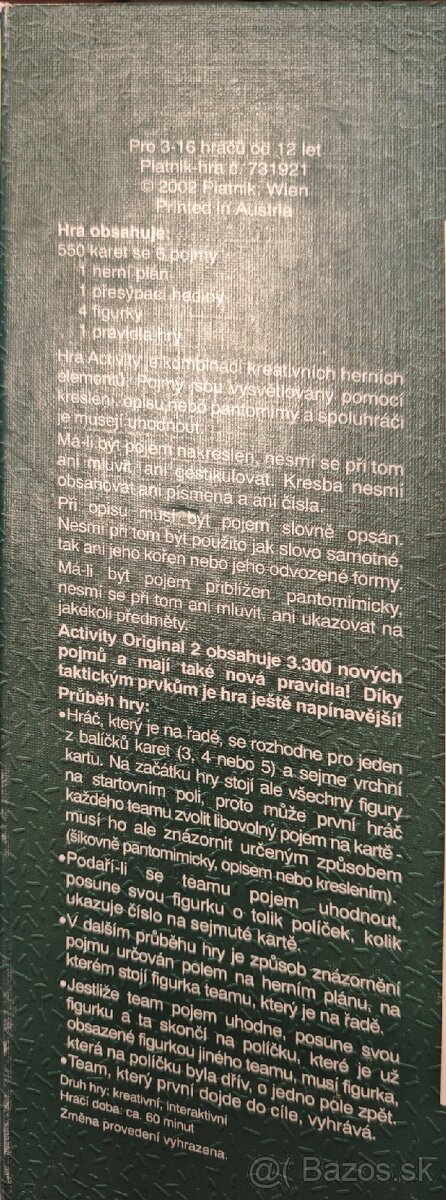 Pro 3-16 hráčů od 12 let
Piatnik-hra č. 731921
© 2002 Piatnik, Wien
Printed in Austria
Hra obsahuje:
550 karet se 6 pojmy
1 herní plán
1 přesýpací hodiny
4 figurky
1 pravidla hry
Hra Activity je kombinací kreativních herních
elementů. Pojmy jsou vysvětlovány pomocí
kreslení, opisu nebo pantomimy a spoluhráči
je musejí uhodnout.
Má-li být pojem nakreslen, nesmí se při tom
ani mluvit, ani gestikulovat. Kresba nesmí
obsahovat ani písmena a ani čísla.
Při opisu musí být pojem slovně opsán.
Nesmí při tom být použito jak slovo samotné,
tak ani jeho kořen nebo jeho odvozené formy.
Má-li být pojem přiblížen pantomimicky,
nesmí se při tom ani mluvit, ani ukazovat na
jakékoli předměty.
Activity Original 2 obsahuje 3.300 nových
pojmů a mají také nová pravidla! Díky
taktickým prvkům je hra ještě napínavější!
Průběh hry:
•Hráč, který je na řadě, se rozhodne pro jeden
z balíčků karet (3, 4 nebo 5) a sejme vrchní
kartu. Na začátku hry stojí ale všechny figury
na startovním poli, proto může první hráč
každého teamu zvolit libovolný pojem na kartě -
musí ho ale znázornit určeným způsobem
(šikovně pantomimicky, opisem nebo kreslením).
•Podaří-li se teamu pojem uhodnout,
posune svou figurku o tolik políček, kolik
ukazuje číslo na sejmuté kartě.
•V dalším průběhu hry je způsob znázornění
pojmu určován polem na herním plánu, na
kterém stojí figurka teamu, který je na řadě.
•Jestliže team pojem uhodne, posune svou
figurku a ta skončí na políčku, které je už
obsazené figurkou jiného teamu, musí figurka,
která na políčku byla dřív, o jedno pole zpět.
•Team, který první dojde do cíle, vyhrává.
Druh hry: kreativní, interaktivní
Hrací doba: ca. 60 minut
Změna provedení vyhrazena.
@ Bazos.sk